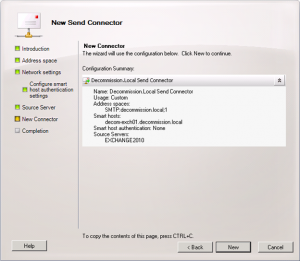 New Send Connector
Introduction
Address space
Network settings
Configure smart
host authentication
settings
Source Server
New Connector
Completion
New Connector
The wizard will use the configuration below. Click New to continue.
Configuration Summary:
Decommission.Local Send Connector
Name: Decommission.Local Send Connector
Usage: Custom
Address spaces:
SMTP:decommission.local;1
Smart hosts:
decom-exch01.decommission.local
Smart host authentication: None
Source Servers:
EXCHANGE2010
To copy the contents of this page, press CTRL+C.
Help
< Back
New
Cancel